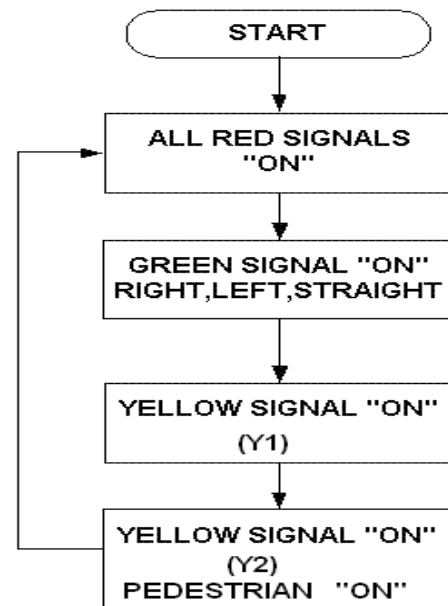 START
ALL RED SIGNALS
"ON"
GREEN SIGNAL "ON"
RIGHT,LEFT,STRAIGHT
YELLOW SIGNAL "ON"
(Y1)
YELLOW SIGNAL "ON"
(Y2)
PEDESTRIAN "ON"